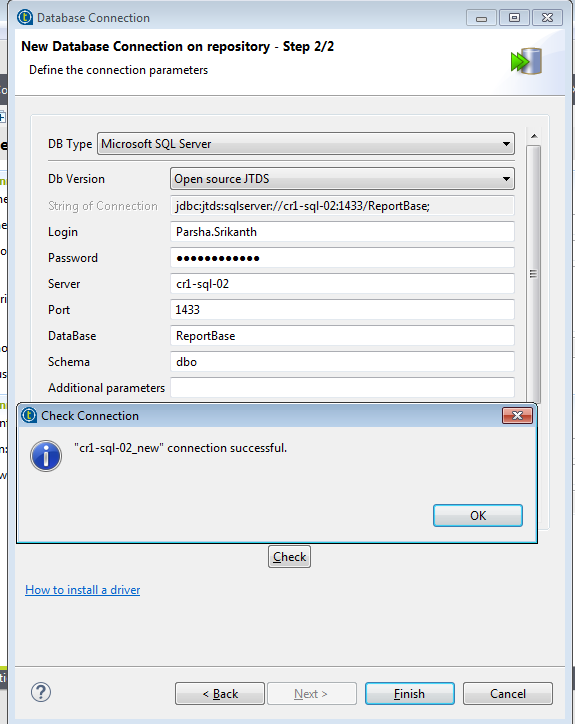 Database Connection
New Database Connection on repository - Step 2/2
Define the connection parameters
DB Type Microsoft SQL Server
Db Version Open source JTDS
String of Connection jdbc:jtds:sqlserver://cr1-sql-02:1433/ReportBase;
Login Parsha.Srikanth
Password ●●●●●●●●●●●●
Server cr1-sql-02
Port 1433
DataBase ReportBase
Schema dbo
Additional parameters
Check Connection
"cr1-sql-02_new" connection successful.
OK
Check
How to install a driver
? < Back Next > Finish Cancel